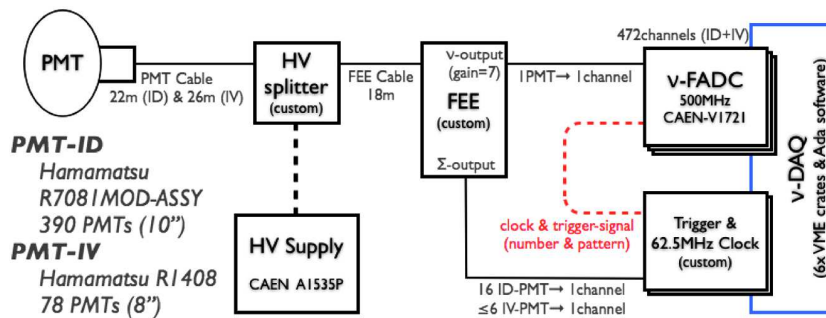 PMT
PMT Cable
22m (ID) & 26m (IV)
HV
splitter
(custom)
FEE Cable
18m
ν-output
(gain=7)
FEE
(custom)
Σ-output
1PMT→ 1channel
472channels (ID+IV)
ν-FADC
500MHz
CAEN-V1721
ν-DAQ
(6x VME crates & Ada software)
PMT-ID
Hamamatsu
R7081MOD-ASSY
390 PMTs (10”)
PMT-IV
Hamamatsu R1408
78 PMTs (8”)
HV Supply
CAEN A1535P
clock & trigger-signal
(number & pattern)
Trigger &
62.5MHz Clock
(custom)
16 ID-PMT→ 1channel
≤6 IV-PMT→ 1channel